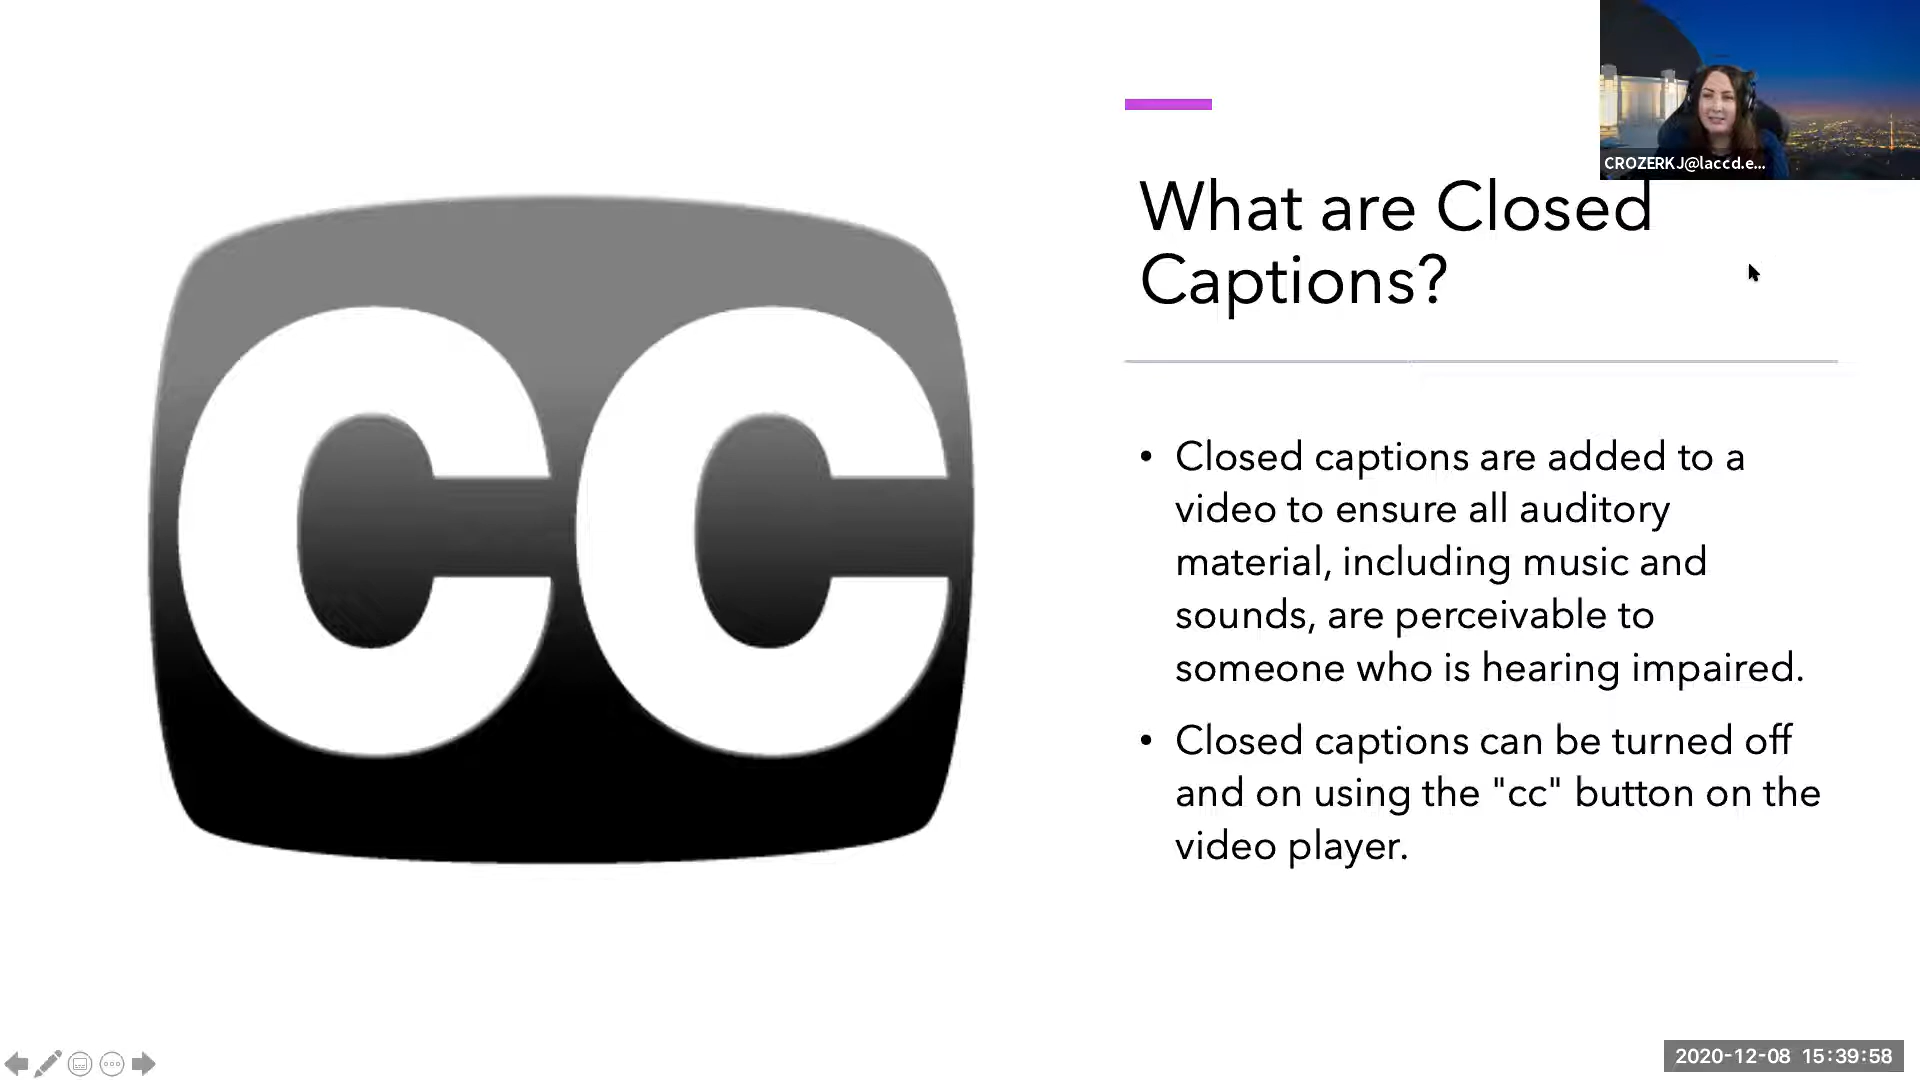 CC
CROZERKJ@laccd.e...
What are Closed
Captions?
• Closed captions are added to a
video to ensure all auditory
material, including music and
sounds, are perceivable to
someone who is hearing impaired.
• Closed captions can be turned off
and on using the "cc" button on the
video player.
2020-12-08 15:39:58